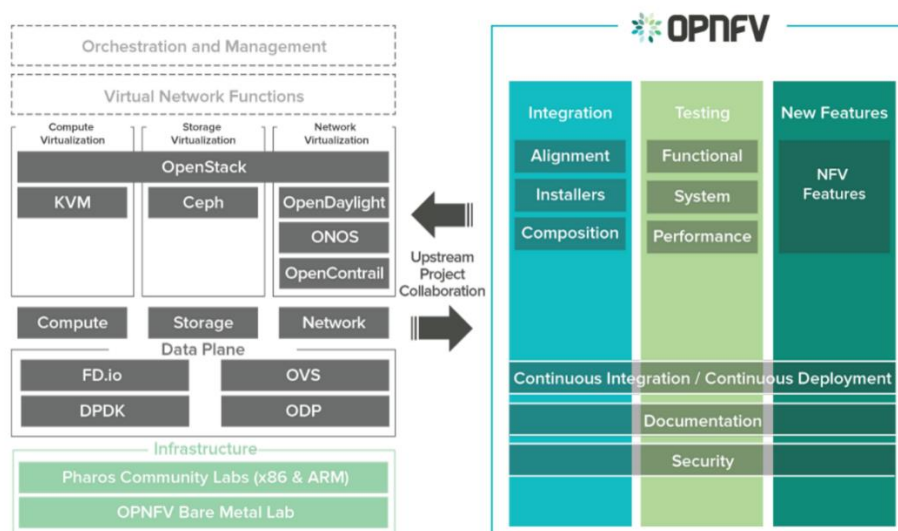 Orchestration and Management
Virtual Network Functions
Compute
Virtualization
Storage
Virtualization
Network
Virtualization
OpenStack
KVM
Ceph
OpenDaylight
ONOS
OpenContrail
Compute
Storage
Network
Data Plane
FD.io
OVS
DPDK
ODP
Infrastructure
Pharos Community Labs (x86 & ARM)
OPNFV Bare Metal Lab
Upstream
Project
Collaboration
OPNFV
Integration
Testing
New Features
Alignment
Functional
NFV
Features
Installers
System
Composition
Performance
Continuous Integration / Continuous Deployment
Documentation
Security